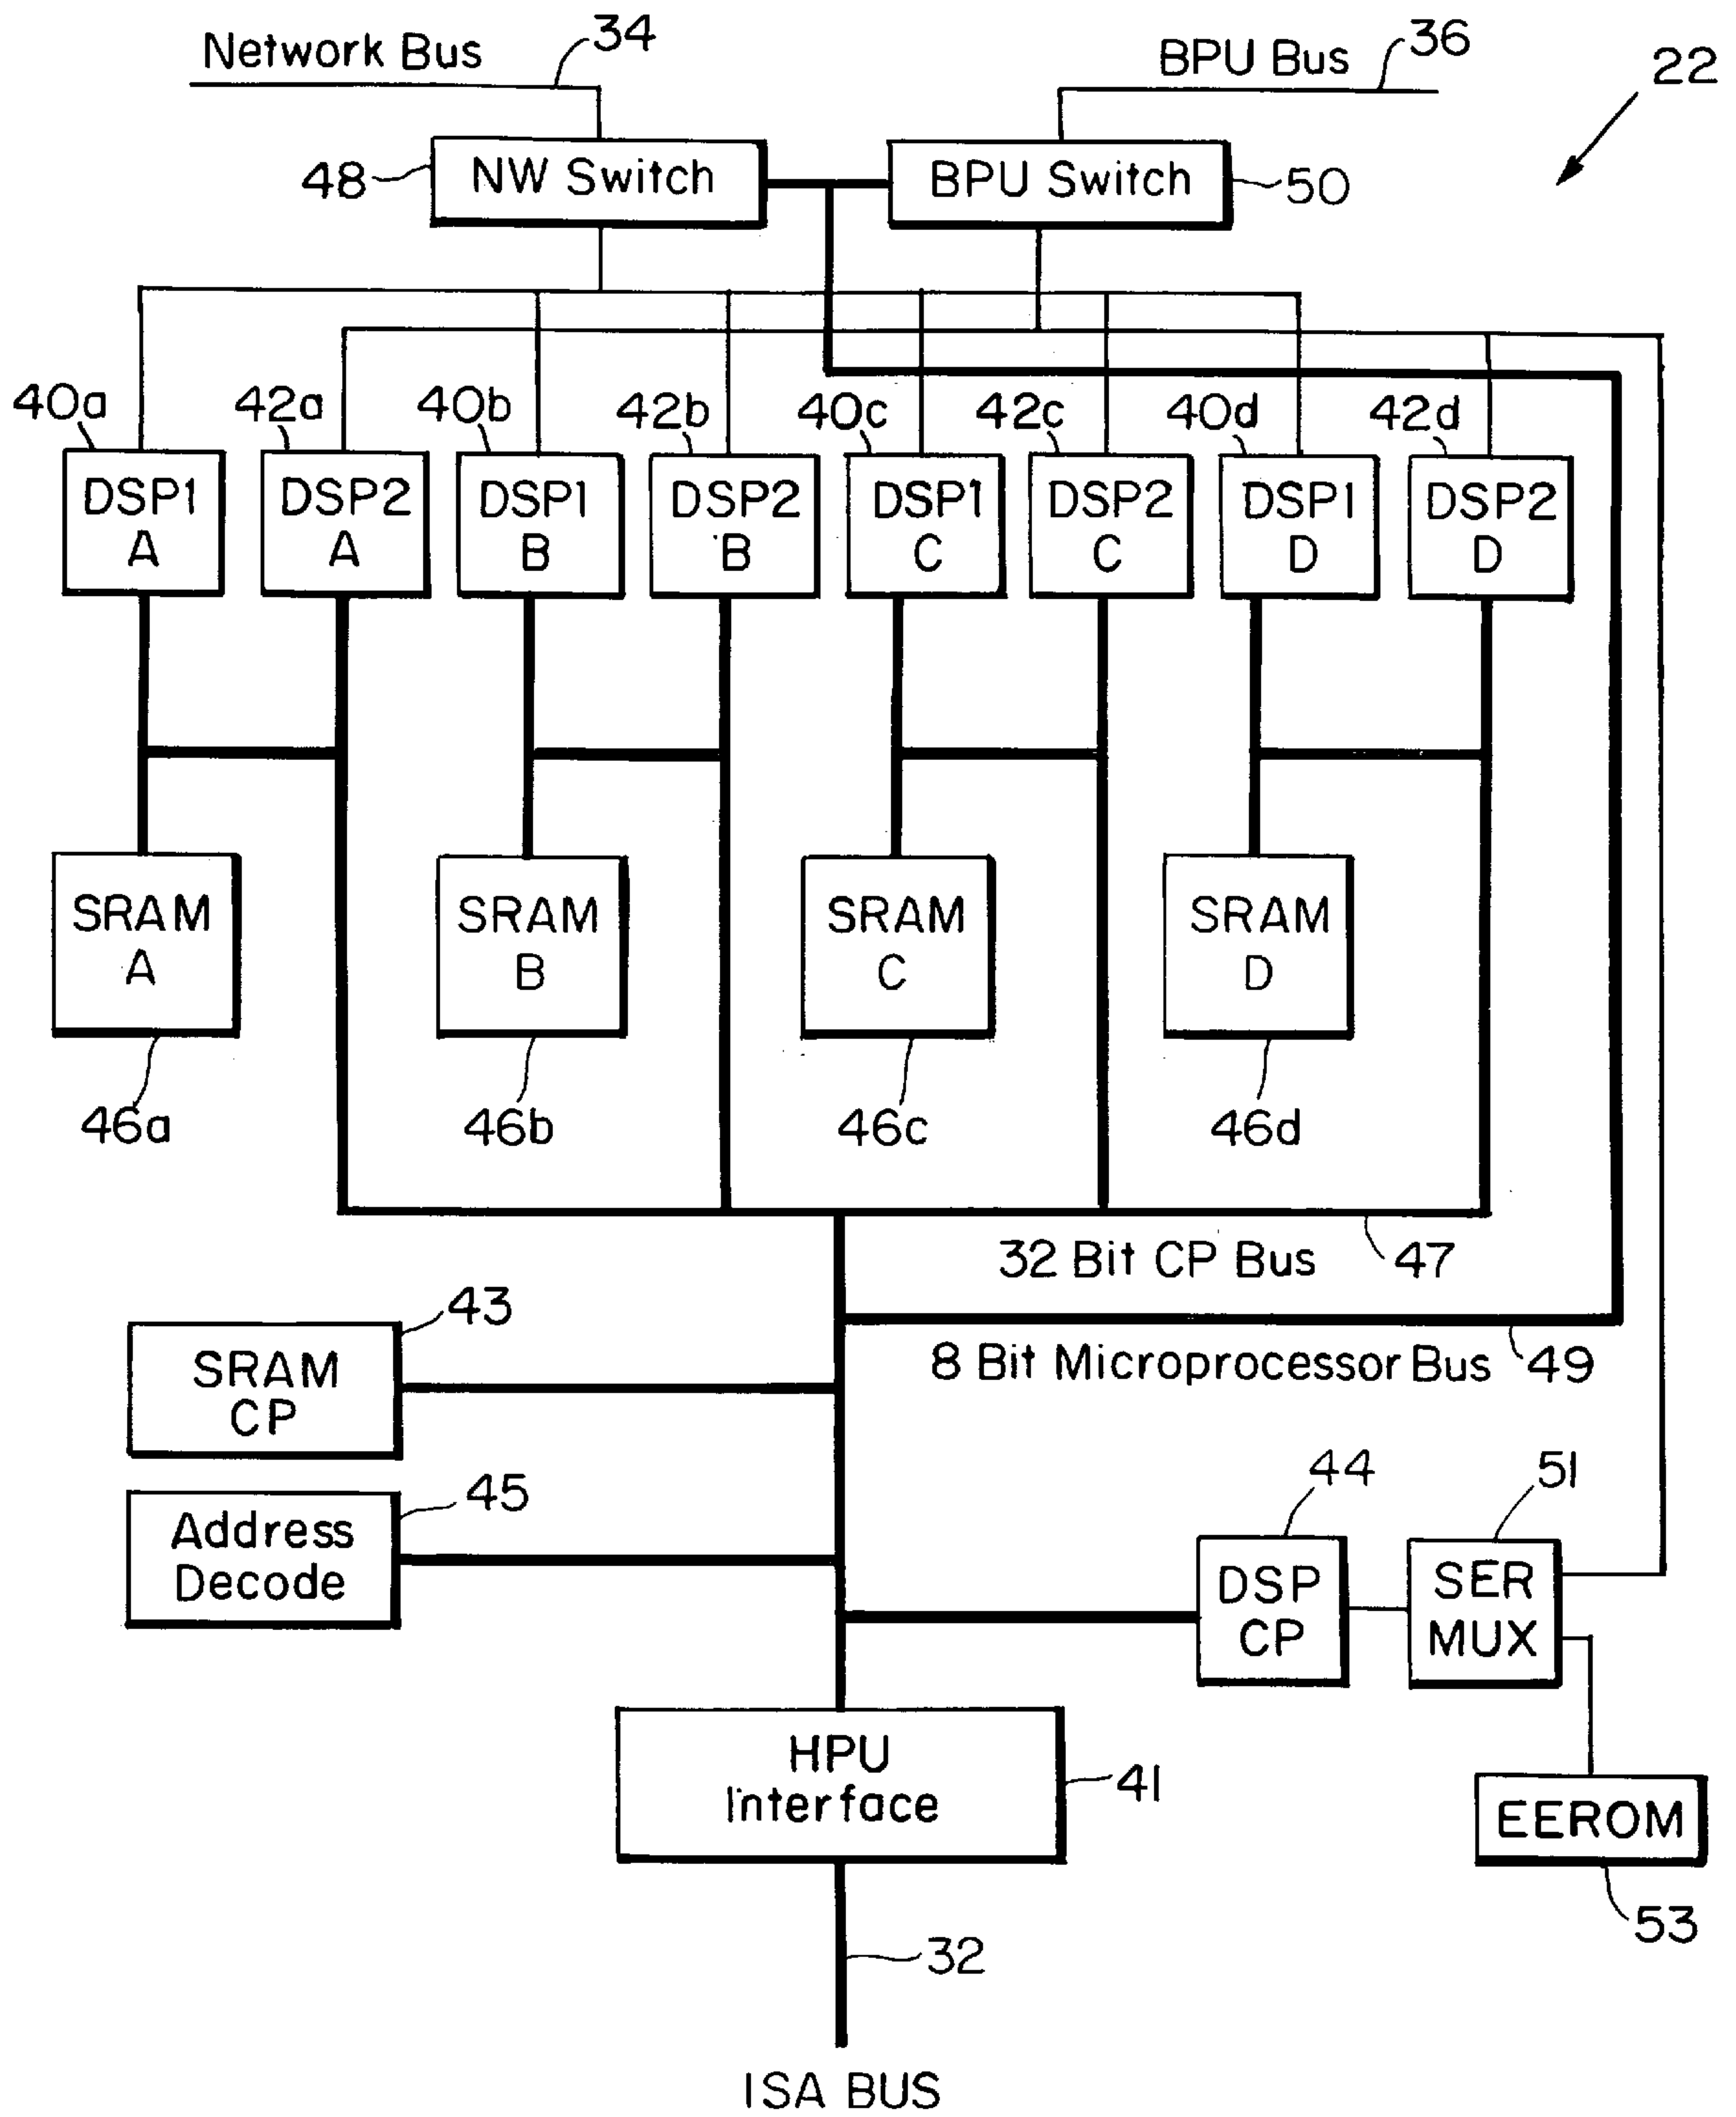 Network Bus
34
BPU Bus
36
22
48
NW Switch
BPU Switch
50
40a
42a
40b
42b
40c
42c
40d
42d
DSP1
A
DSP2
A
DSP1
B
DSP2
B
DSP1
C
DSP2
C
DSP1
D
DSP2
D
SRAM
A
SRAM
B
SRAM
C
SRAM
D
46a
46b
46c
46d
32 Bit CP Bus
47
43
SRAM
CP
8 Bit Microprocessor Bus
49
45
Address
Decode
44
51
DSP
CP
SER
MUX
HPU
Interface
41
EEROM
53
32
ISA BUS